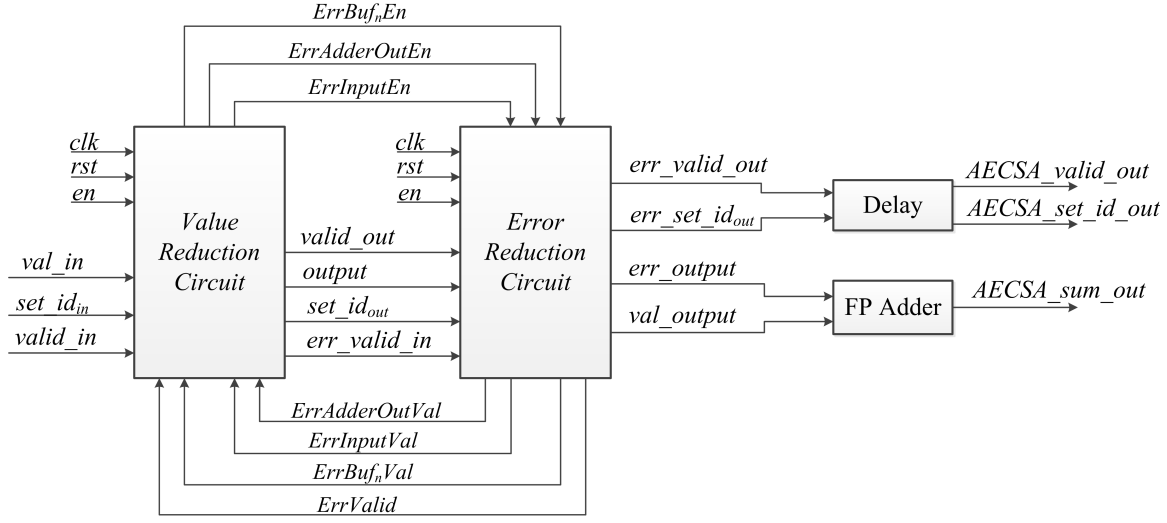 ErrBufnEn
ErrAdderOutEn
ErrInputEn
clk
rst
en
val_in
set_idin
valid_in
Value
Reduction
Circuit
valid_out
output
set_idout
err_valid_in
clk
rst
en
Error
Reduction
Circuit
err_valid_out
err_set_idout
err_output
val_output
Delay
FP Adder
AECSA_valid_out
AECSA_set_id_out
AECSA_sum_out
ErrAdderOutVal
ErrInputVal
ErrBufnVal
ErrValid